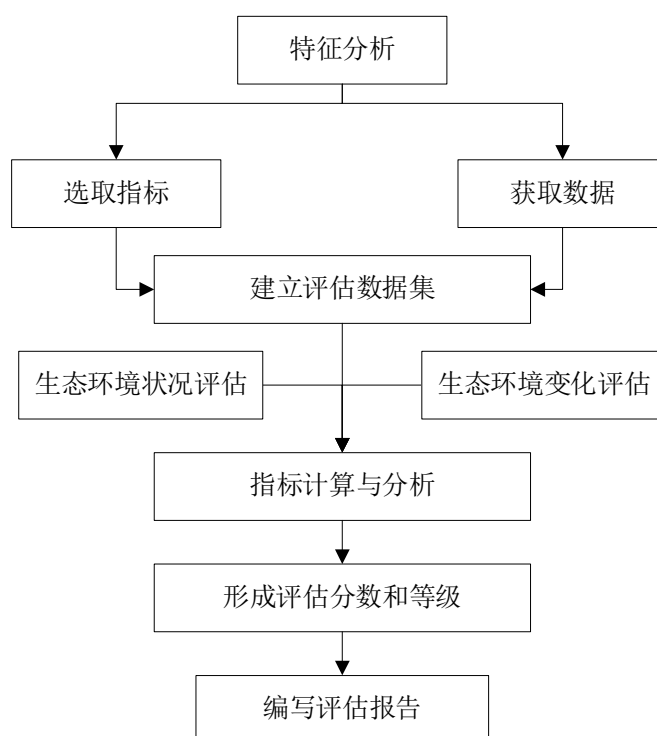 特征分析
选取指标
获取数据
建立评估数据集
生态环境状况评估
生态环境变化评估
指标计算与分析
形成评估分数和等级
编写评估报告